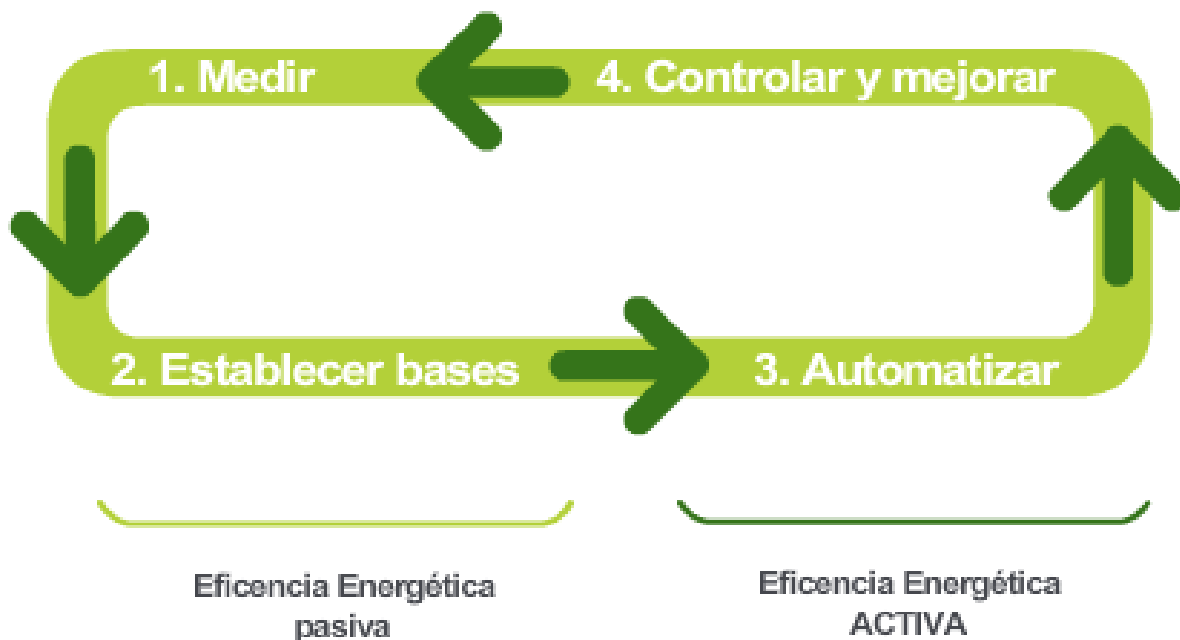 1. Medir
4. Controlar y mejorar
2. Establecer bases
3. Automatizar
Eficencia Energética
pasiva
Eficencia Energética
ACTIVA